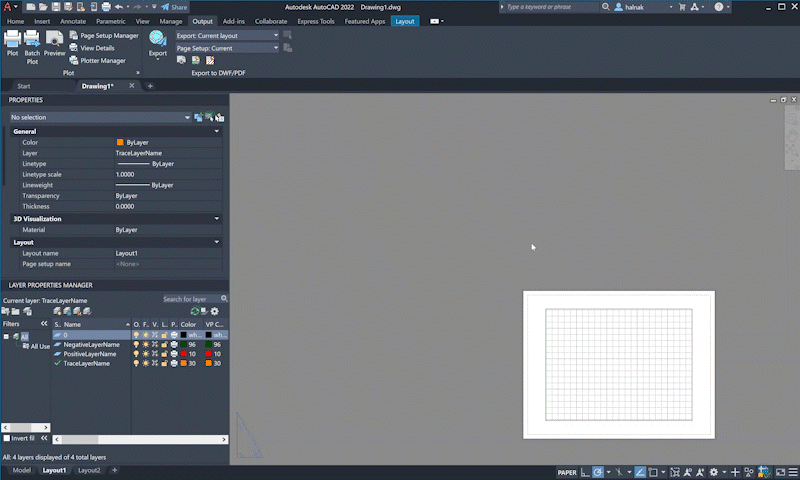 Share
Autodesk AutoCAD 2022 Drawing1.dwg
Type a keyword or phrase
halnak
Home Insert Annotate Parametric View Manage Output Add-ins Collaborate Express Tools Featured Apps Layout
Plot
Batch Plot
Preview
Page Setup Manager
View Details
Plotter Manager
Export
Export: Current layout
Page Setup: Current
Plot
Export to DWF/PDF
Start Drawing1*
PROPERTIES
No selection
General
Color ByLayer
Layer TraceLayerName
Linetype ByLayer
Linetype scale 1.0000
Lineweight ByLayer
Transparency ByLayer
Thickness 0.0000
3D Visualization
Material ByLayer
Layout
Layout name Layout1
Page setup name <None>
LAYER PROPERTIES MANAGER
Current layer: TraceLayerName
Search for layer
Filters
S.. Name O. F.. V. L.. P.. Color VP C...
All
All Use
0 wh... wh...
NegativeLayerName 96 96
PositiveLayerName 10 10
TraceLayerName 30 30
Invert fil
All: 4 layers displayed of 4 total layers
Model Layout1 Layout2 +
PAPER